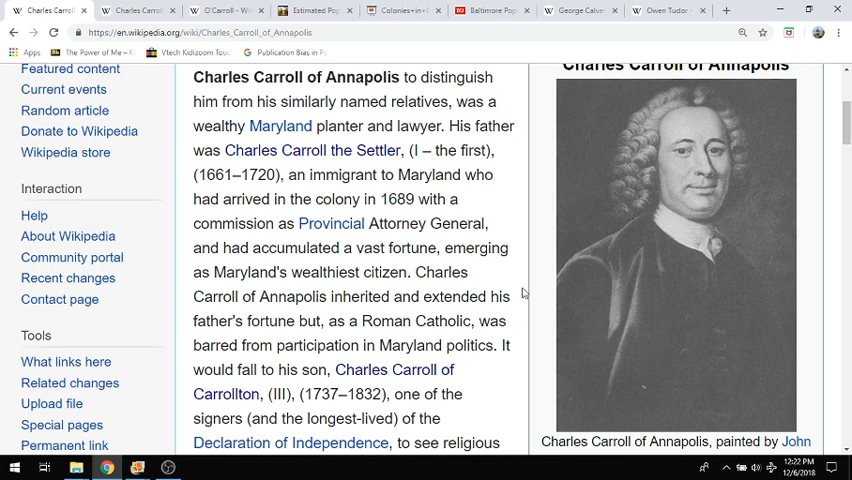 Charles Carroll
Charles Carroll
O'Carroll - Wi
Estimated Pop
Colonies+in+
Baltimore Pop
George Calver
Owen Tudor -
https://en.wikipedia.org/wiki/Charles_Carroll_of_Annapolis
Apps
The Power of Me – K
Vtech Kidizoom Touc
Publication Bias in P
Featured content
Current events
Random article
Donate to Wikipedia
Wikipedia store
Interaction
Help
About Wikipedia
Community portal
Recent changes
Contact page
Tools
What links here
Related changes
Upload file
Special pages
Permanent link
Charles Carroll of Annapolis to distinguish
him from his similarly named relatives, was a
wealthy Maryland planter and lawyer. His father
was Charles Carroll the Settler, (I – the first),
(1661–1720), an immigrant to Maryland who
had arrived in the colony in 1689 with a
commission as Provincial Attorney General,
and had accumulated a vast fortune, emerging
as Maryland's wealthiest citizen. Charles
Carroll of Annapolis inherited and extended his
father's fortune but, as a Roman Catholic, was
barred from participation in Maryland politics. It
would fall to his son, Charles Carroll of
Carrollton, (III), (1737–1832), one of the
signers (and the longest-lived) of the
Declaration of Independence, to see religious
Charles Carroll of Annapolis
Charles Carroll of Annapolis, painted by John
12:22 PM
12/6/2018